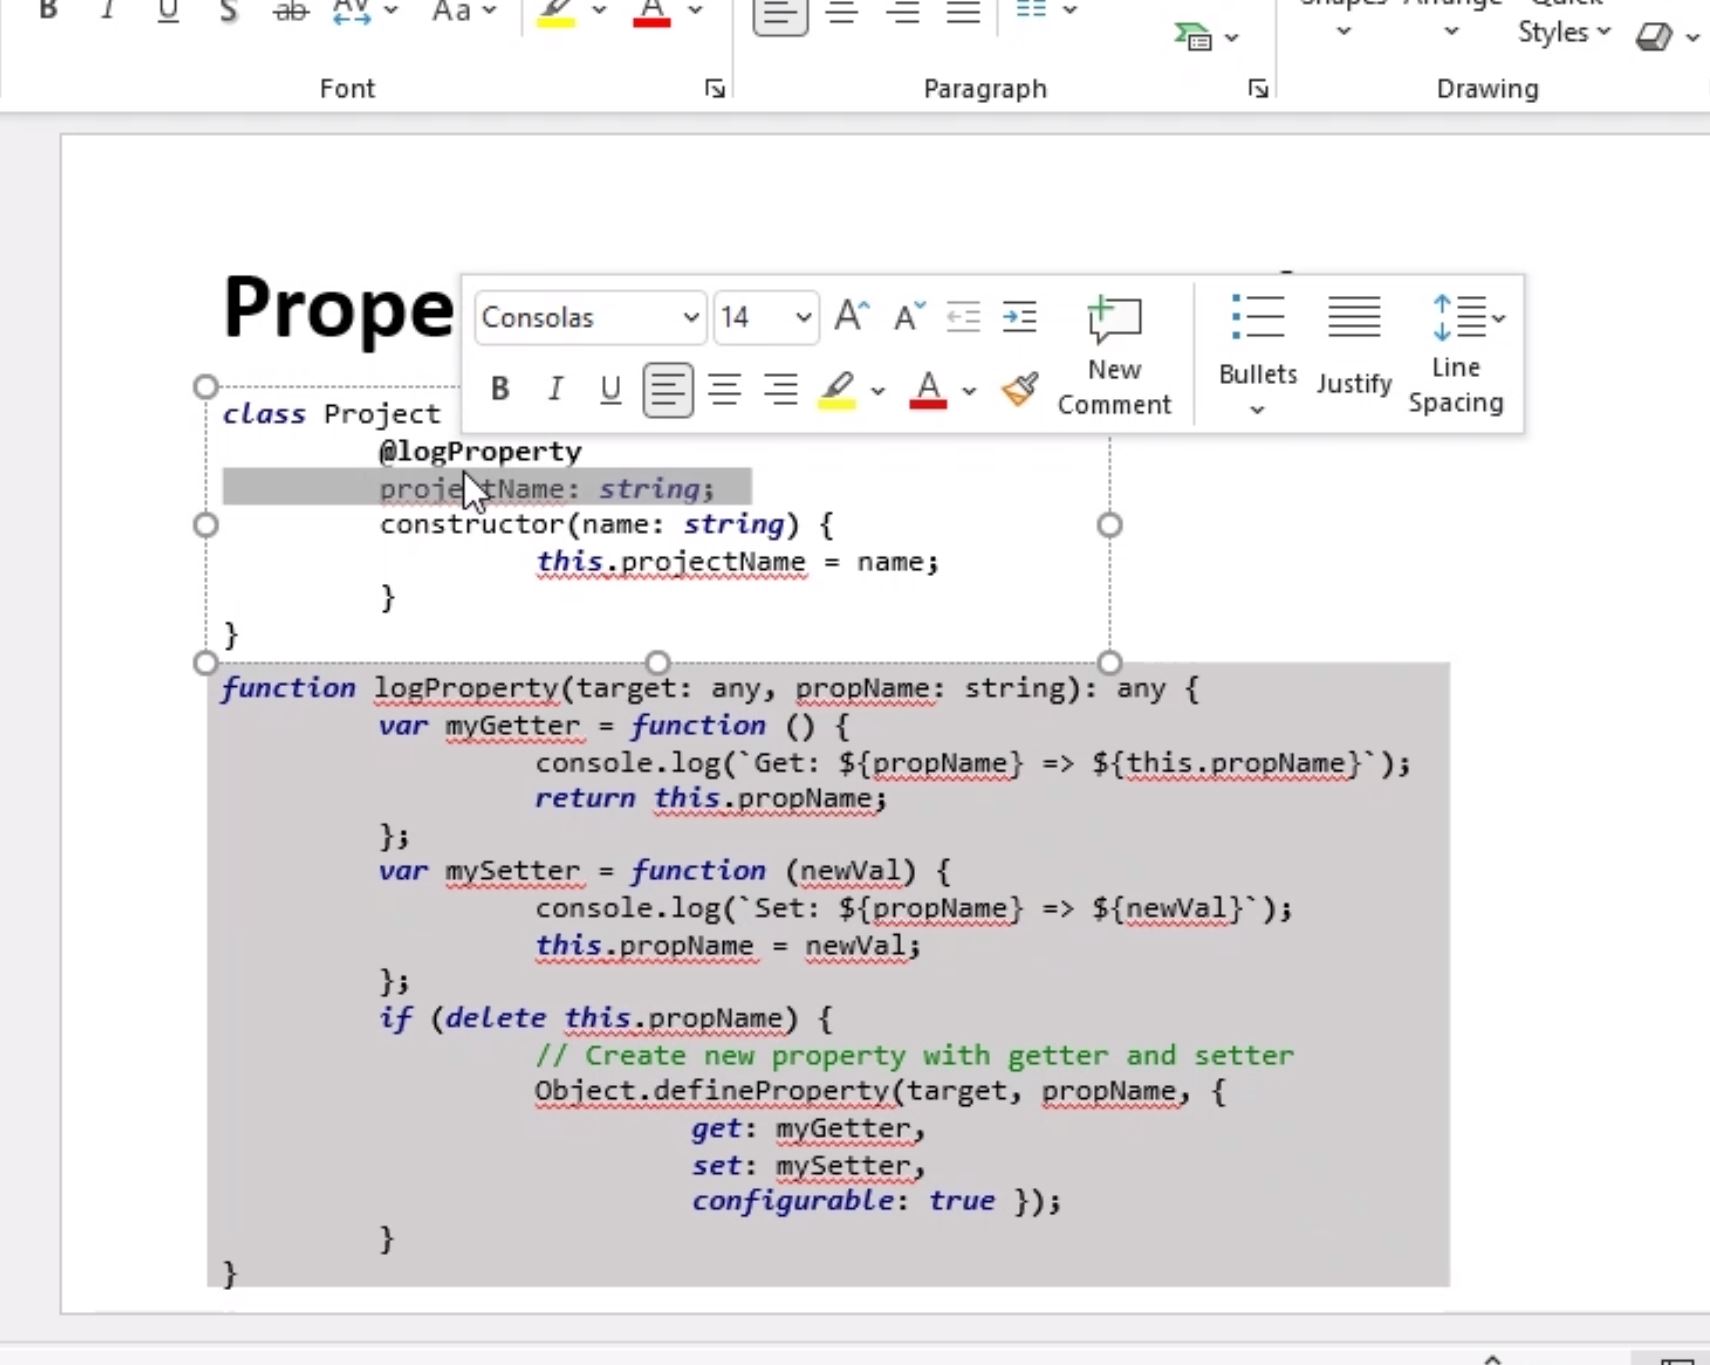 B I U S ab AV Aa A
Shapes Arrange Quick
Styles
Font
Paragraph
Drawing
Prope
Consolas
14
A A
New
Comment
Bullets
Justify
Line
Spacing
B I U A
class Project
@logProperty
projectName: string;
constructor(name: string) {
this.projectName = name;
}
}
function logProperty(target: any, propName: string): any {
var myGetter = function () {
console.log(`Get: ${propName} => ${this.propName}`);
return this.propName;
};
var mySetter = function (newVal) {
console.log(`Set: ${propName} => ${newVal}`);
this.propName = newVal;
};
if (delete this.propName) {
// Create new property with getter and setter
Object.defineProperty(target, propName, {
get: myGetter,
set: mySetter,
configurable: true });
}
}